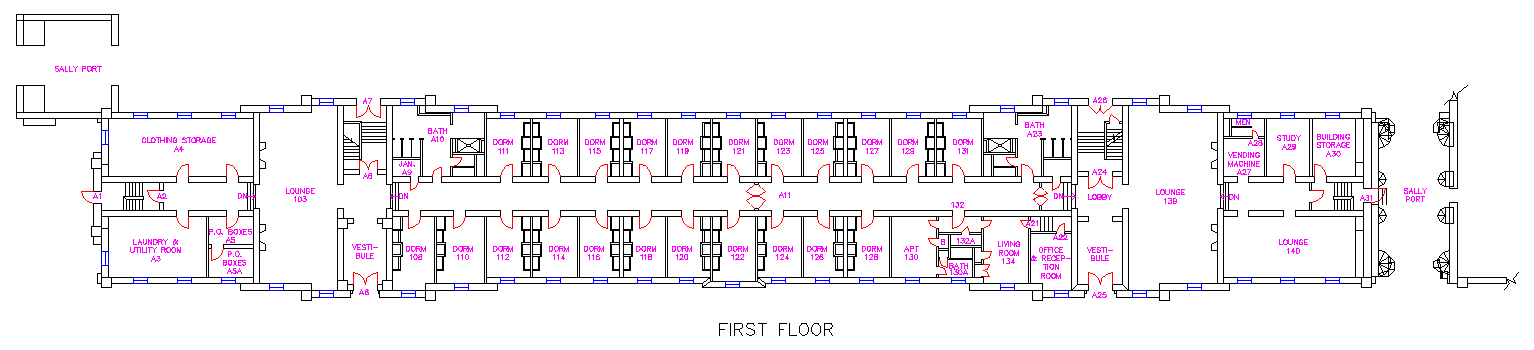 SALLY PORT
A7
A26
CLOTHING STORAGE
A4
BATH
A10
DORM
111
DORM
113
DORM
115
DORM
117
DORM
119
DORM
121
DORM
123
DORM
125
DORM
127
DORM
129
DORM
131
BATH
A23
MEN
A28
STUDY
A29
BUILDING
STORAGE
A30
JAN.
A9
VENDING
MACHINE
A27
A8
A24
A1
A2
DN
LOUNGE
103
DN
A11
132
DN
LOBBY
LOUNGE
139
DN
A31
SALLY
PORT
LAUNDRY &
UTILITY ROOM
A3
P.O. BOXES
A5
P.O.
BOXES
A5A
VESTI-
BULE
DORM
108
DORM
110
DORM
112
DORM
114
DORM
116
DORM
118
DORM
120
DORM
122
DORM
124
DORM
126
DORM
128
APT
130
B
132A
BATH
130A
LIVING
ROOM
134
A21
A22
OFFICE
& RECEP-
TION
ROOM
VESTI-
BULE
LOUNGE
140
A6
A25
FIRST FLOOR